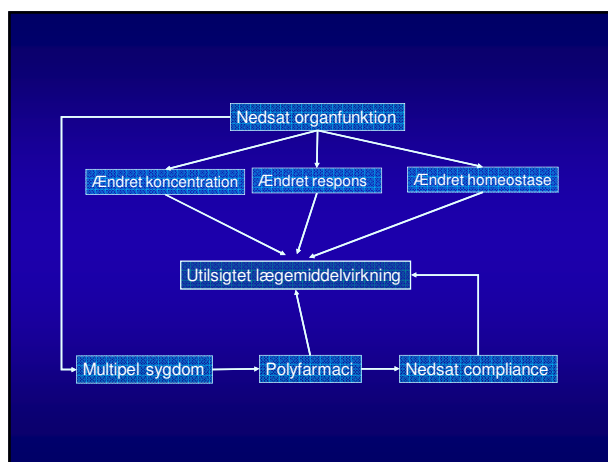 Nedsat organfunktion
Ændret koncentration
Ændret respons
Ændret homeostase
Utilsigtet lægemiddelvirkning
Multipel sygdom
Polyfarmaci
Nedsat compliance